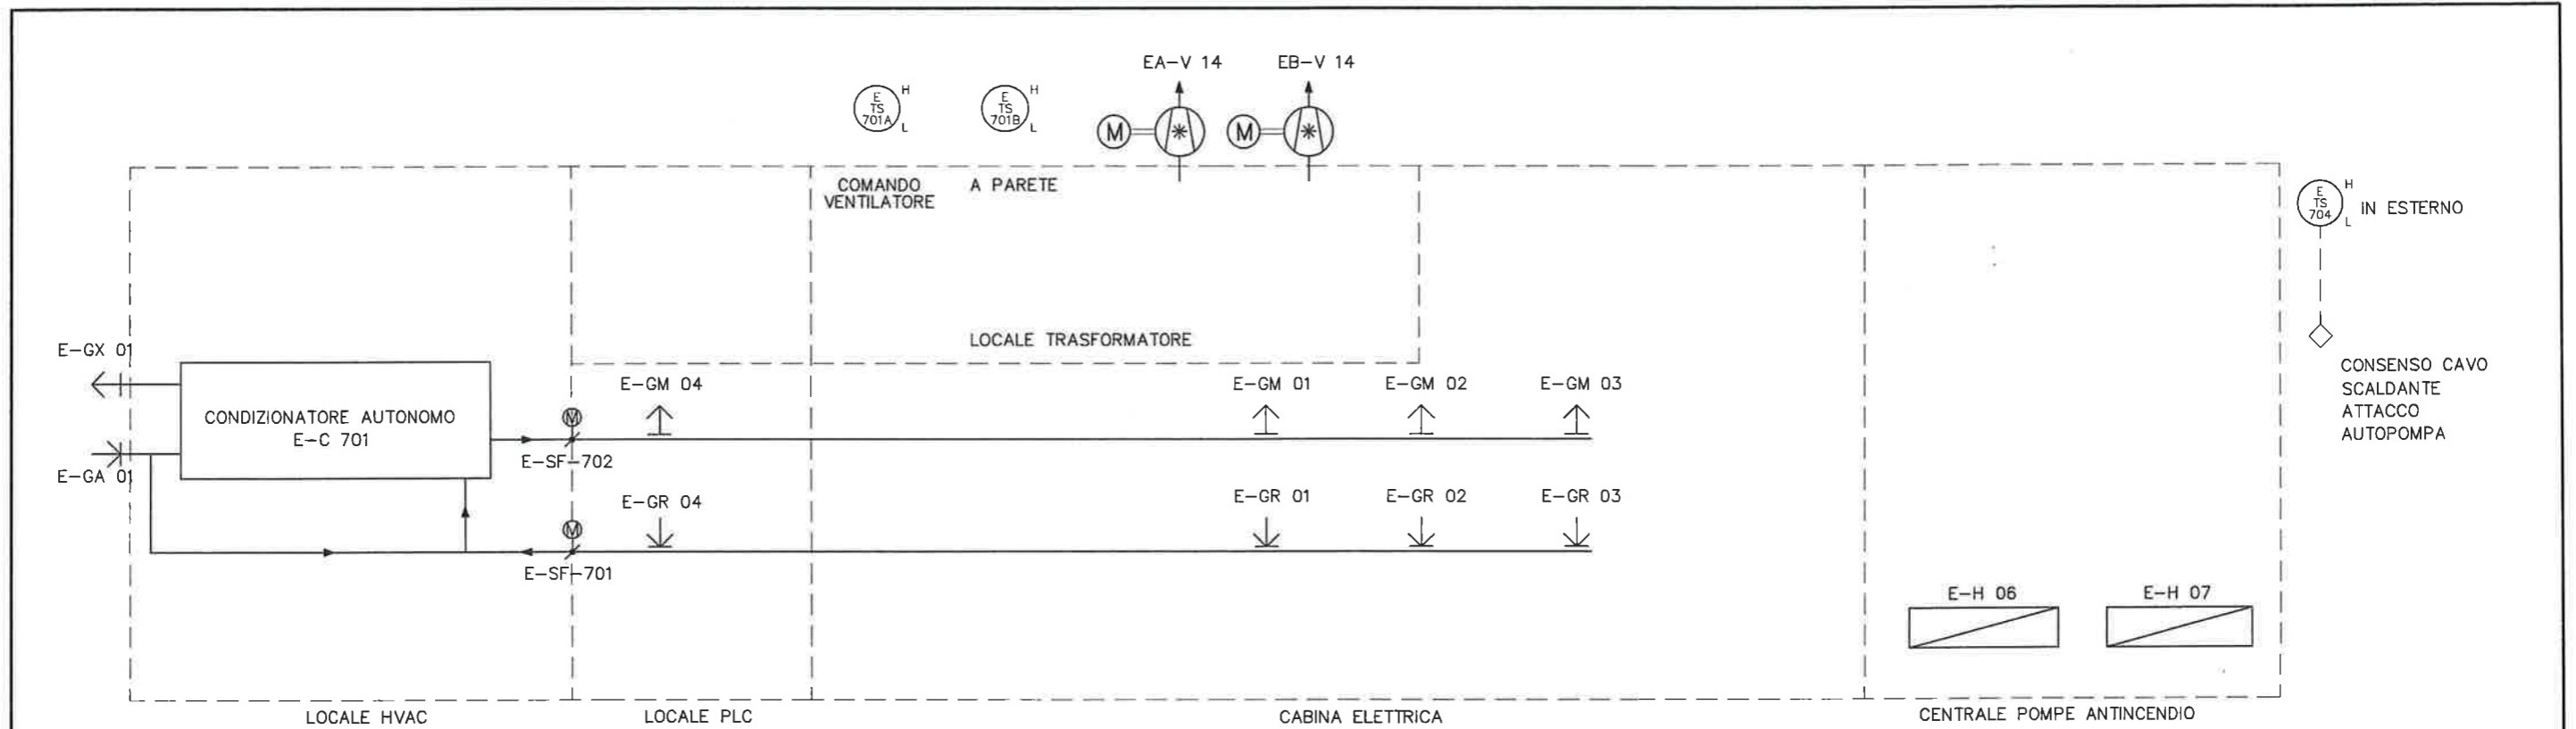 EA-V 14
EB-V 14
E
TS
701A
H
L
E
TS
701B
H
L
M
M
COMANDO
VENTILATORE
A PARETE
E
TS
704
H
L
IN ESTERNO
LOCALE TRASFORMATORE
E-GX 01
E-GM 04
E-GM 01
E-GM 02
E-GM 03
CONSENSO CAVO
SCALDANTE
ATTACCO
AUTOPOMPA
CONDIZIONATORE AUTONOMO
E-C 701
M
E-SF-702
E-GA 01
E-GR 04
E-GR 01
E-GR 02
E-GR 03
M
E-SF-701
E-H 06
E-H 07
LOCALE HVAC
LOCALE PLC
CABINA ELETTRICA
CENTRALE POMPE ANTINCENDIO